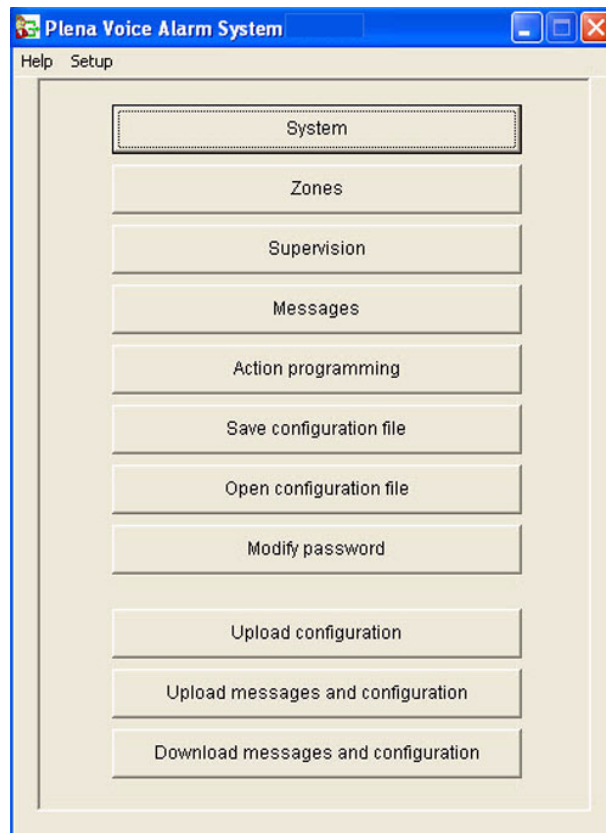 Plena Voice Alarm System
Help Setup
System
Zones
Supervision
Messages
Action programming
Save configuration file
Open configuration file
Modify password
Upload configuration
Upload messages and configuration
Download messages and configuration